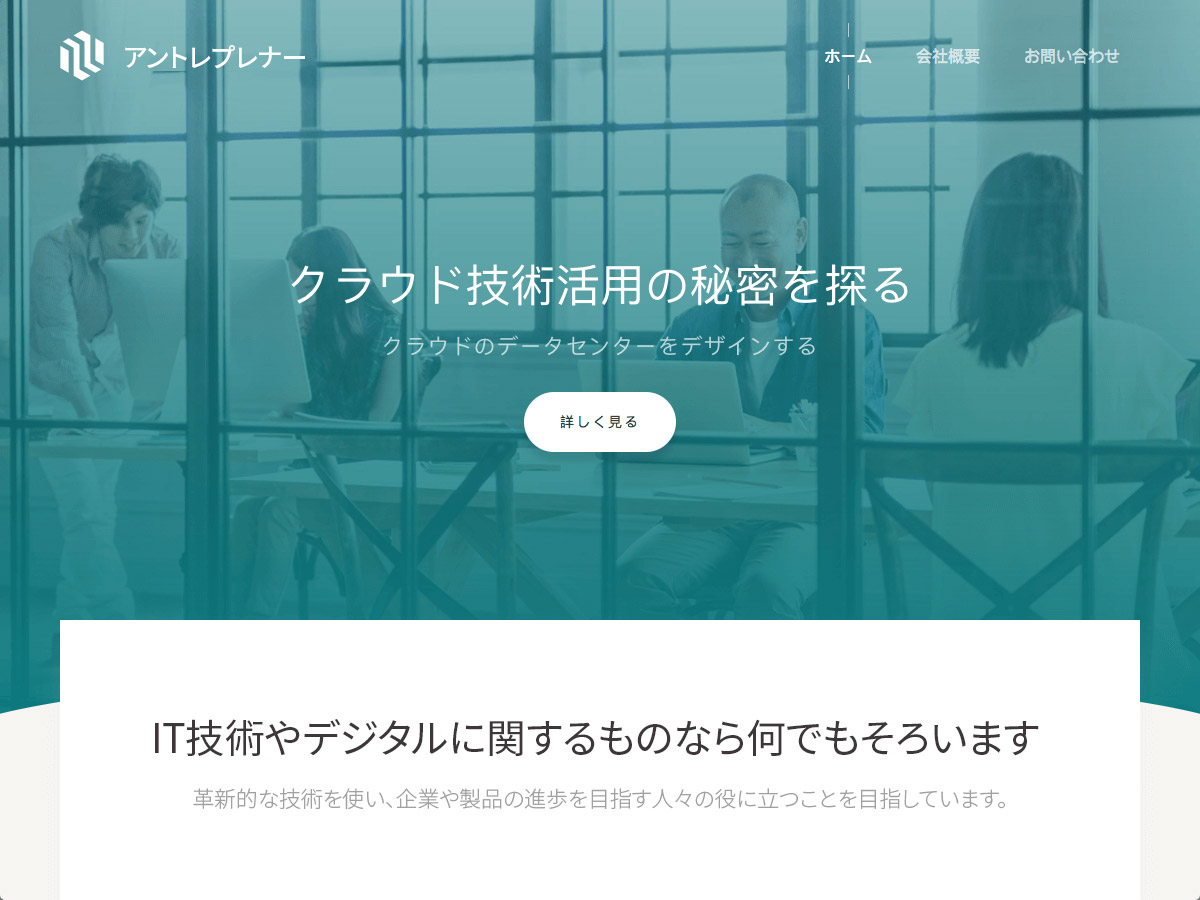 アントレプレナー
ホーム 会社概要 お問い合わせ
クラウド技術活用の秘密を探る
クラウドのデータセンターをデザインする
詳しく見る
IT技術やデジタルに関するものなら何でもそろいます
革新的な技術を使い、企業や製品の進歩を目指す人々の役に立つことを目指しています。